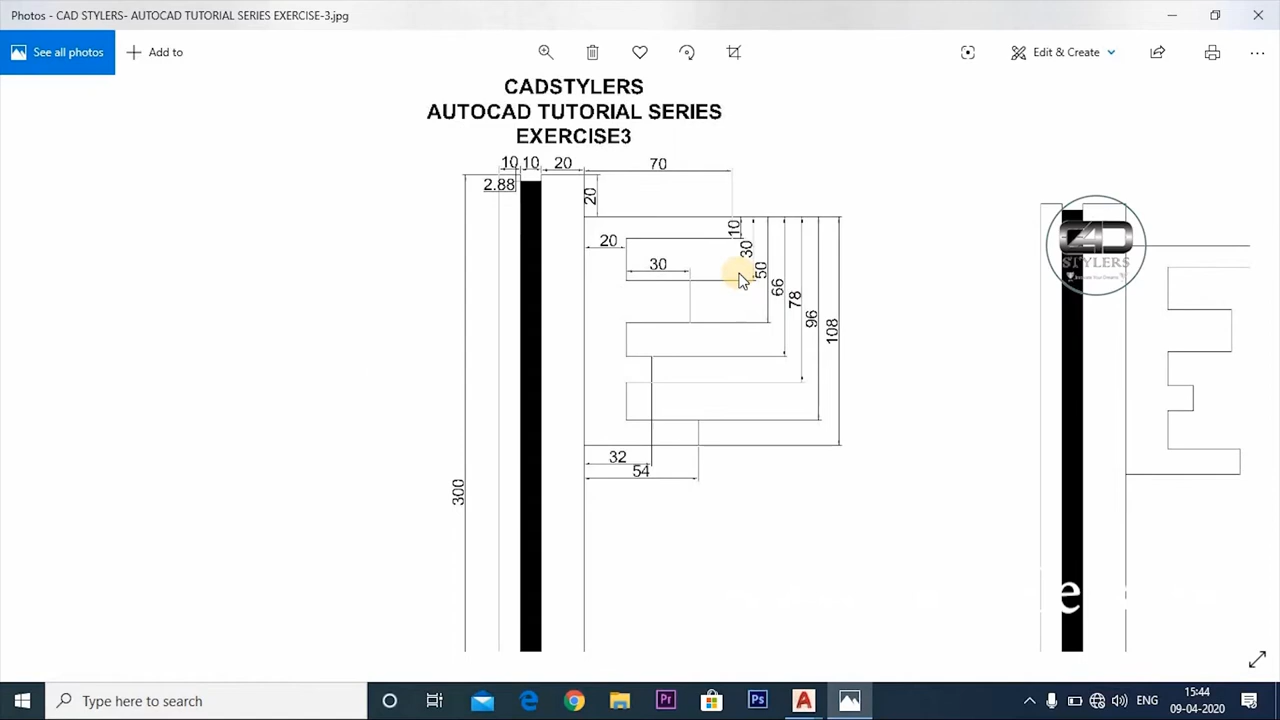 Photos - CAD STYLERS- AUTOCAD TUTORIAL SERIES EXERCISE-3.jpg
See all photos
Add to
Edit & Create
CADSTYLERS
AUTOCAD TUTORIAL SERIES
EXERCISE3
10 10 20 70
2.88
20
10
20
30
30
50
66
78
96
108
32
54
300
STYLERS
e
Type here to search
Pr
Ps
ENG
15:44
09-04-2020